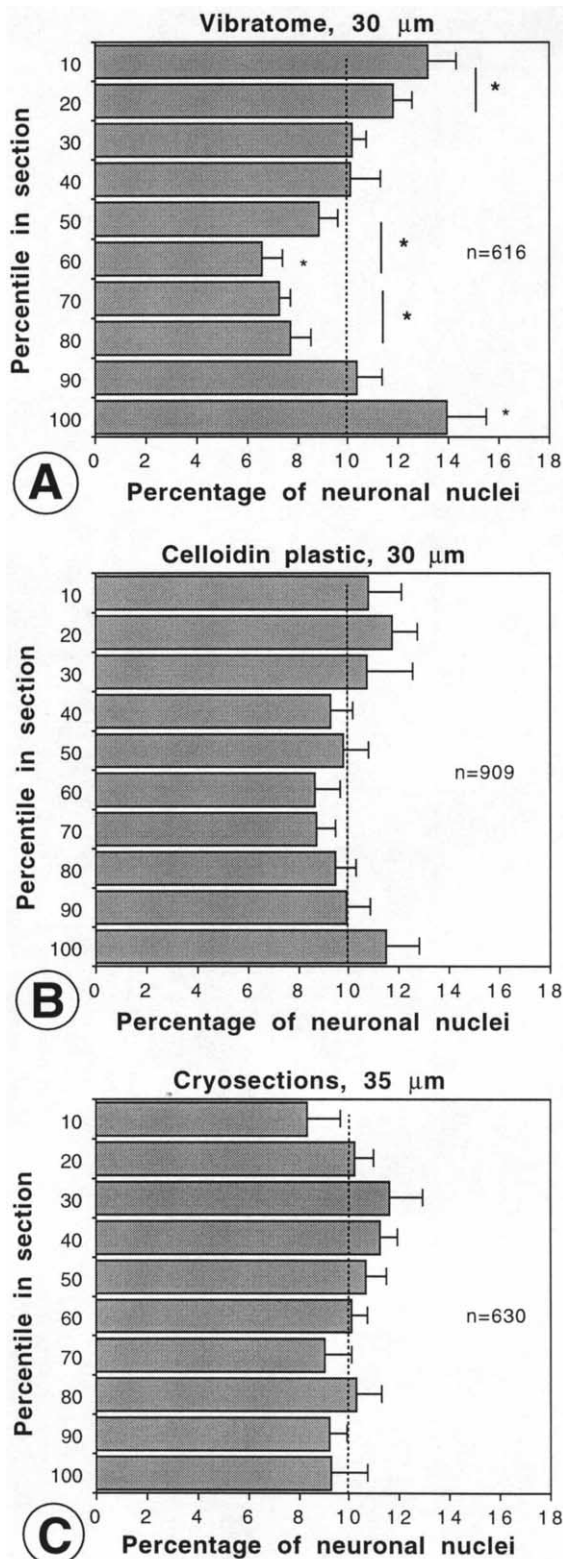 Vibratome, 30 μm
Percentile in section
10
20
30
40
50
60
70
80
90
100
*
*
*
*
*
n=616
0 2 4 6 8 10 12 14 16 18
A
Percentage of neuronal nuclei
Celloidin plastic, 30 μm
Percentile in section
10
20
30
40
50
60
70
80
90
100
n=909
0 2 4 6 8 10 12 14 16 18
B
Percentage of neuronal nuclei
Cryosections, 35 μm
Percentile in section
10
20
30
40
50
60
70
80
90
100
n=630
0 2 4 6 8 10 12 14 16 18
C
Percentage of neuronal nuclei